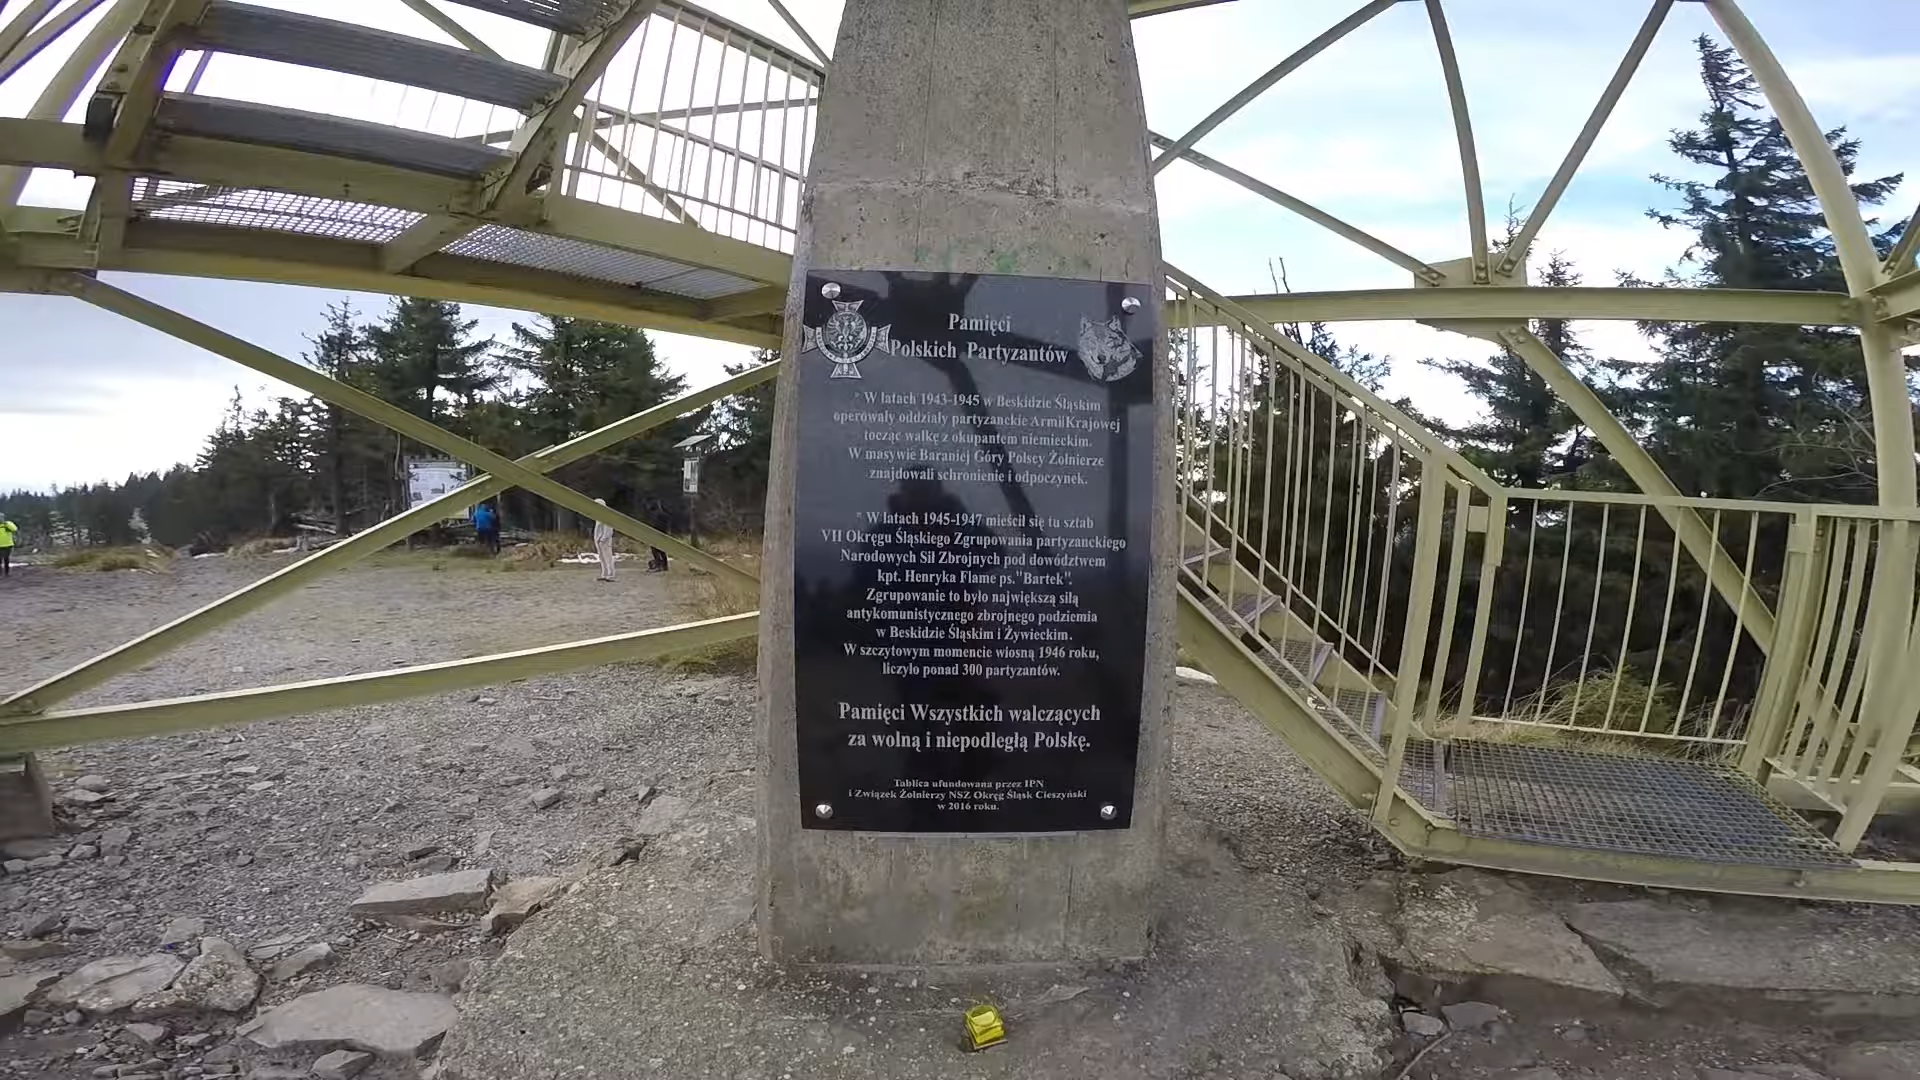 Pamięci
Polskich Partyzantów
* W latach 1943-1945 w Beskidzie Śląskim
operowały oddziały partyzanckie Armii Krajowej
tocząc walkę z okupantem niemieckim.
W masywie Baraniej Góry Polscy Żołnierze
znajdowali schronienie i odpoczynek.
* W latach 1945-1947 mieścił się tu sztab
VII Okręgu Śląskiego Zgrupowania partyzanckiego
Narodowych Sił Zbrojnych pod dowództwem
kpt. Henryka Flame ps."Bartek".
Zgrupowanie to było największą siłą
antykomunistycznego zbrojnego podziemia
w Beskidzie Śląskim i Żywieckim.
W szczytowym momencie wiosną 1946 roku,
liczyło ponad 300 partyzantów.
Pamięci Wszystkich walczących
za wolną i niepodległą Polskę.
Tablica ufundowana przez IPN
i Związek Żołnierzy NSZ Okręg Śląsk Cieszyński
w 2016 roku.